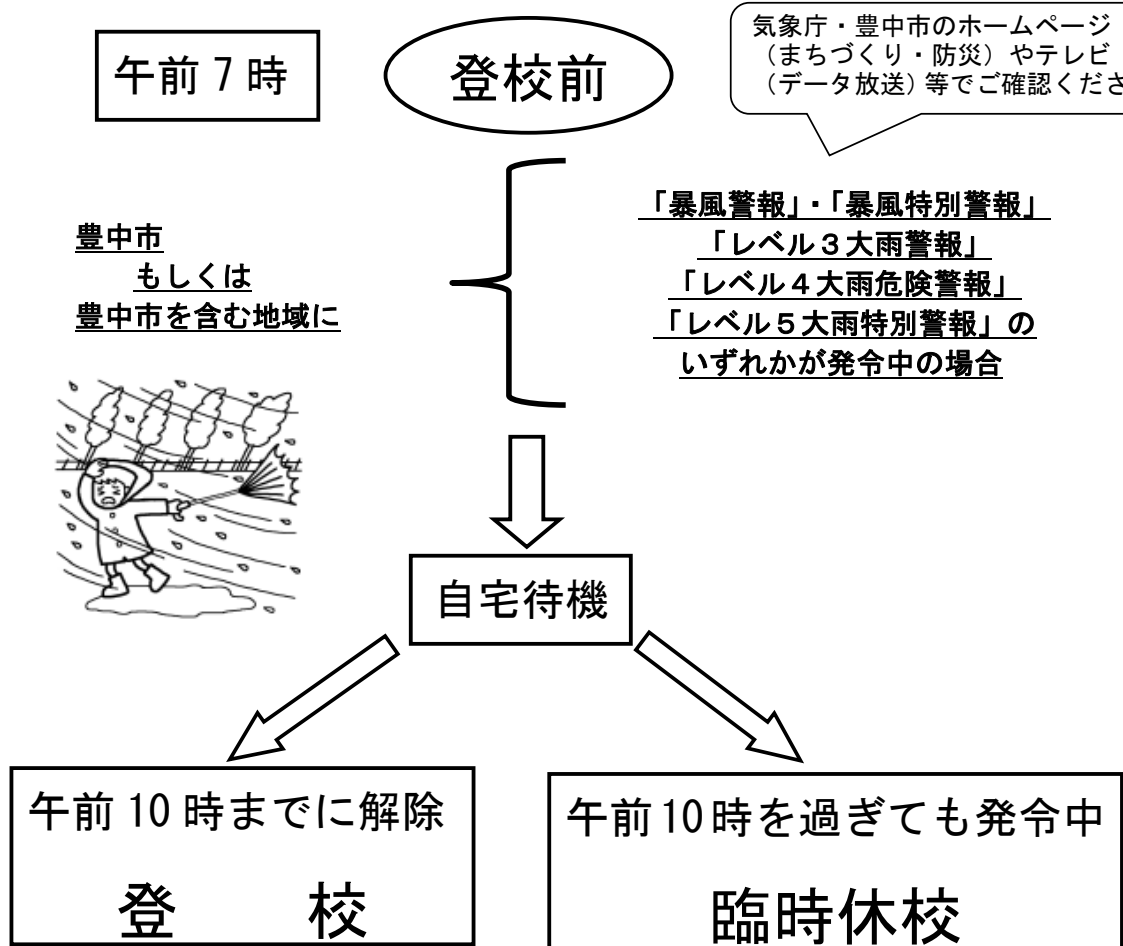 午前７時
登校前
気象庁・豊中市のホームページ
（まちづくり・防災）やテレビ
（データ放送）等でご確認くださ
豊中市
もしくは
豊中市を含む地域に
「暴風警報」・「暴風特別警報」
「レベル３大雨警報」
「レベル４大雨危険警報」
「レベル５大雨特別警報」の
いずれかが発令中の場合
自宅待機
午前10時までに解除
登　校
午前10時を過ぎても発令中
臨時休校